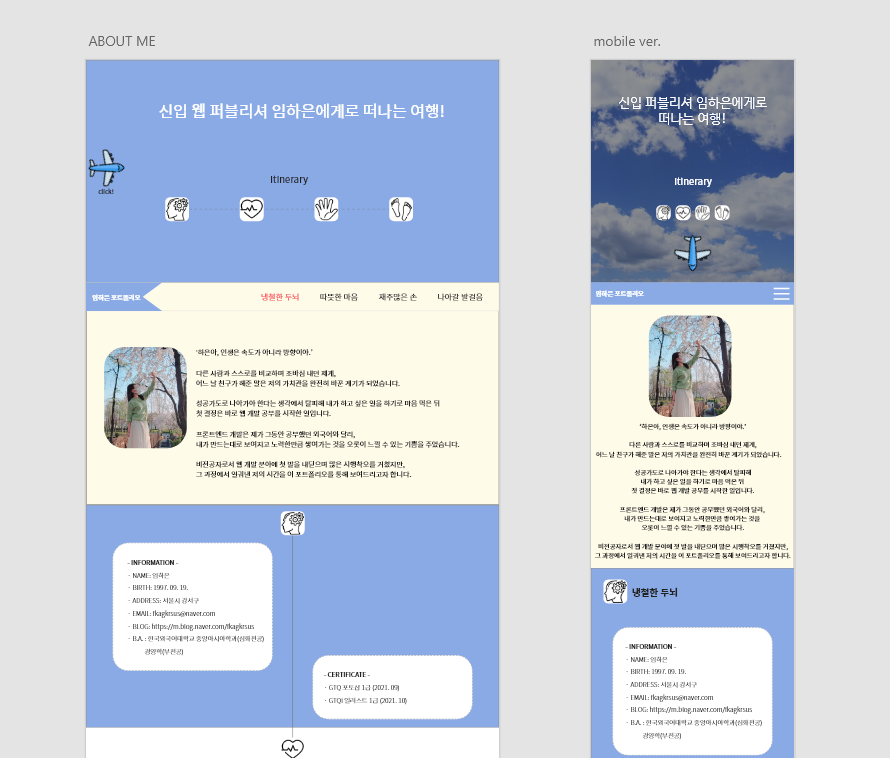 ABOUT ME
신입 웹 퍼블리셔 임하은에게로 떠나는 여행!
click!
Itinerary
임하은 포트폴리오
냉철한 두뇌
따뜻한 마음
재주많은 손
나아갈 발걸음
'하은아, 인생은 속도가 아니라 방향이야.'
다른 사람과 스스로를 비교하며 조바심 내던 제게,
어느 날 친구가 해준 말은 저의 가치관을 완전히 바꾼 계기가 되었습니다.
성공가도로 나아가야 한다는 생각에서 탈피해 내가 하고 싶은 일을 하기로 마음 먹은 뒤
첫 결정은 바로 웹 개발 공부를 시작한 일입니다.
프론트엔드 개발은 제가 그동안 공부했던 외국어와 달리,
내가 만드는대로 보여지고 노력한만큼 쌓여가는 것을 오롯이 느낄 수 있는 기쁨을 주었습니다.
비전공자로서 웹 개발 분야에 첫 발을 내딛으며 많은 시행착오를 거쳤지만,
그 과정에서 일궈낸 저의 시간을 이 포트폴리오를 통해 보여드리고자 합니다.
- INFORMATION -
· NAME: 임하은
· BIRTH: 1997. 09. 19.
· ADDRESS: 서울시 강서구
· EMAIL: fkagkrsus@naver.com
· BLOG: https://m.blog.naver.com/fkagkrsus
· B.A. : 한국외국어대학교 중앙아시아학과(심화전공)
경영학(부전공)
- CERTIFICATE -
· GTQ 포토샵 1급 (2021. 09)
· GTQi 일러스트 1급 (2021. 10)
mobile ver.
신입 퍼블리셔 임하은에게로
떠나는 여행!
Itinerary
임하은 포트폴리오
'하은아, 인생은 속도가 아니라 방향이야.'
다른 사람과 스스로를 비교하며 조바심 내던 제게,
어느 날 친구가 해준 말은 저의 가치관을 완전히 바꾼 계기가 되었습니다.
성공가도로 나아가야 한다는 생각에서 탈피해
내가 하고 싶은 일을 하기로 마음 먹은 뒤
첫 결정은 바로 웹 개발 공부를 시작한 일입니다.
프론트엔드 개발은 제가 그동안 공부했던 외국어와 달리,
내가 만드는대로 보여지고 노력한만큼 쌓여가는 것을
오롯이 느낄 수 있는 기쁨을 주었습니다.
비전공자로서 웹 개발 분야에 첫 발을 내딛으며 많은 시행착오를 거쳤지만,
그 과정에서 일궈낸 저의 시간을 이 포트폴리오를 통해 보여드리고자 합니다.
냉철한 두뇌
- INFORMATION -
· NAME: 임하은
· BIRTH: 1997. 09. 19.
· ADDRESS: 서울시 강서구
· EMAIL: fkagkrsus@naver.com
· BLOG: https://m.blog.naver.com/fkagkrsus
· B.A. : 한국외국어대학교 중앙아시아학과(심화전공)
경영학(부전공)